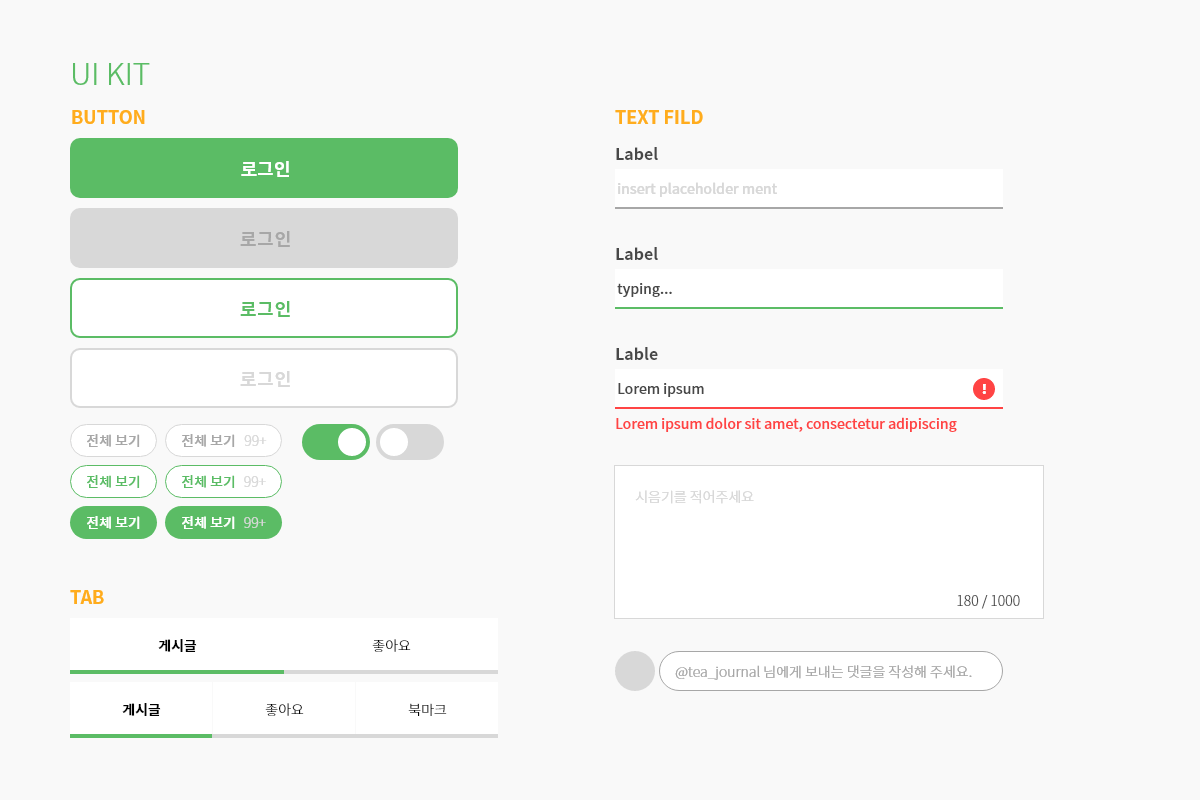 UI KIT
BUTTON
로그인
로그인
로그인
로그인
전체 보기
전체 보기 99+
전체 보기
전체 보기 99+
전체 보기
전체 보기 99+
TAB
게시글
좋아요
게시글
좋아요
북마크
TEXT FILD
Label
insert placeholder ment
Label
typing...
Lable
Lorem ipsum
!
Lorem ipsum dolor sit amet, consectetur adipiscing
시음기를 적어주세요
180 / 1000
@tea_journal 님에게 보내는 댓글을 작성해 주세요.